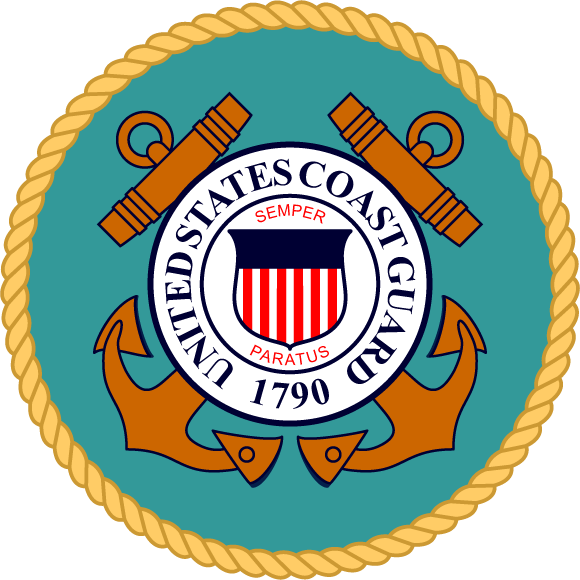 UNITED STATES COAST GUARD
SEMPER
PARATUS
1790